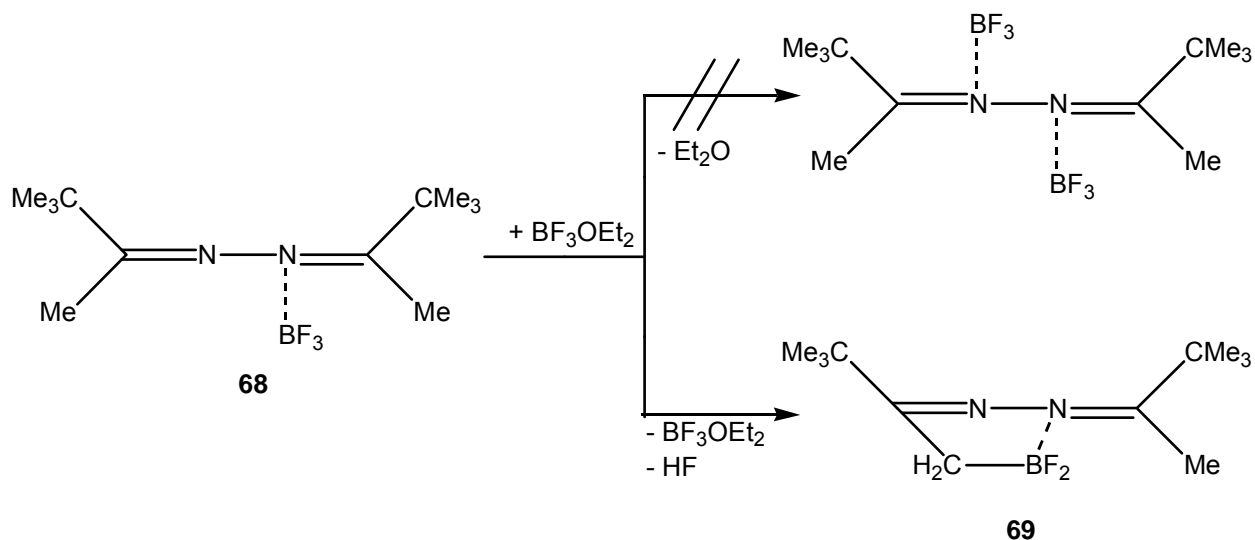 BF₃
Me₃C CMe₃
N N
Me Me
- Et₂O
BF₃
Me₃C CMe₃
N N
+ BF₃OEt₂
Me Me
BF₃
68
Me₃C CMe₃
N N
- BF₃OEt₂
H₂C BF₂ Me
- HF
69